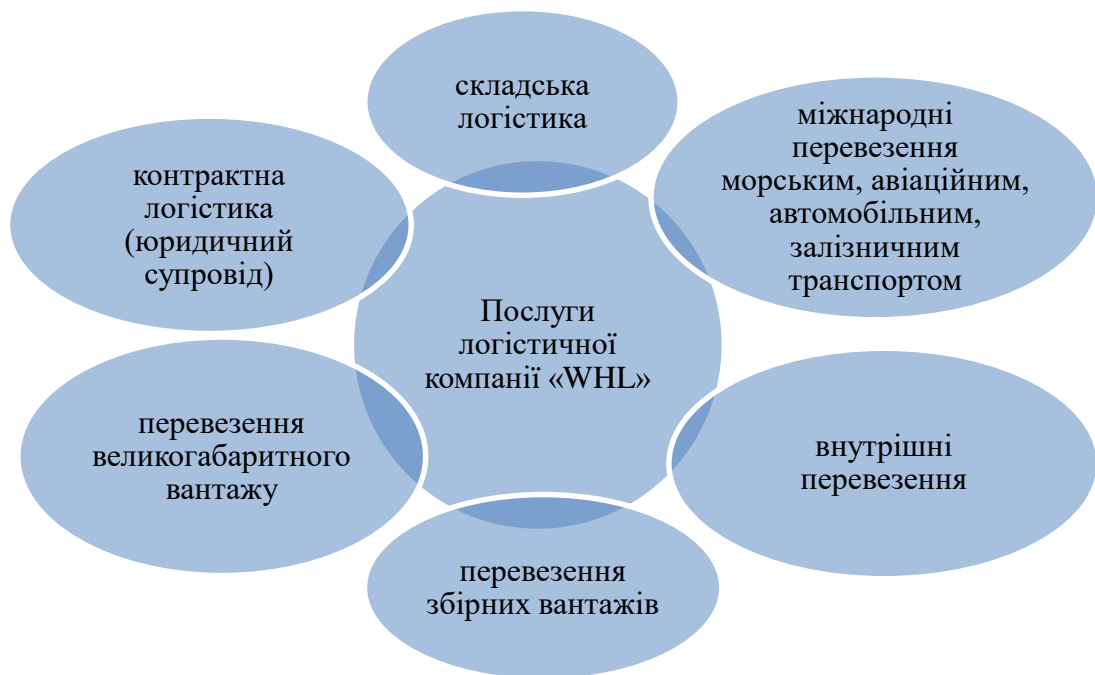 складська
логістика
міжнародні
перевезення
морським, авіаційним,
автомобільним,
залізничним
транспортом
внутрішні
перевезення
перевезення
збірних вантажів
перевезення
великогабаритного
вантажу
контрактна
логістика
(юридичний
супровід)
Послуги
логістичної
компанії «WHL»